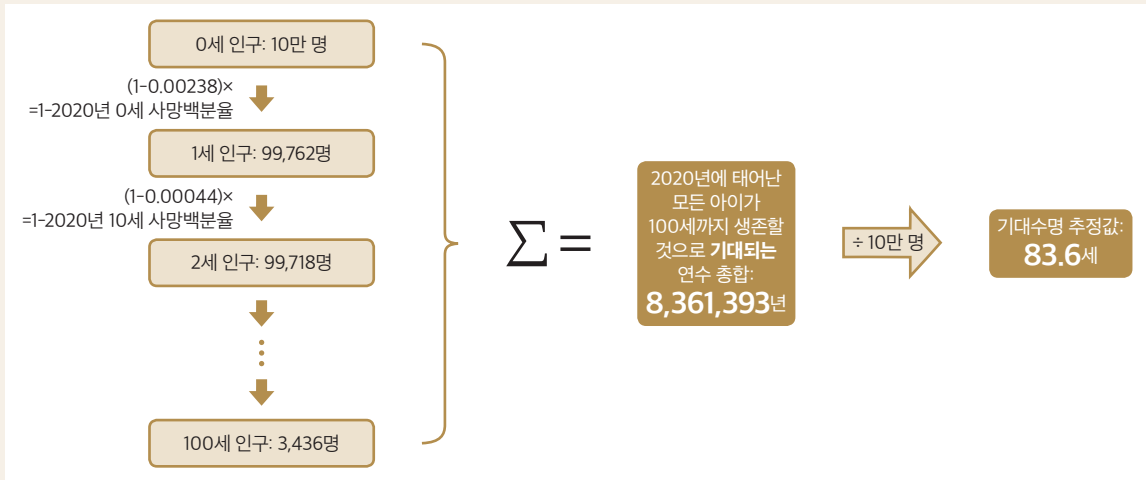 0세 인구: 10만 명
(1-0.00238)×
=1-2020년 0세 사망백분율
1세 인구: 99,762명
(1-0.00044)×
=1-2020년 10세 사망백분율
2세 인구: 99,718명
100세 인구: 3,436명
∑=
2020년에 태어난
모든 아이가
100세까지 생존할
것으로 기대되는
연수 총합:
8,361,393년
÷ 10만 명
기대수명 추정값:
83.6세